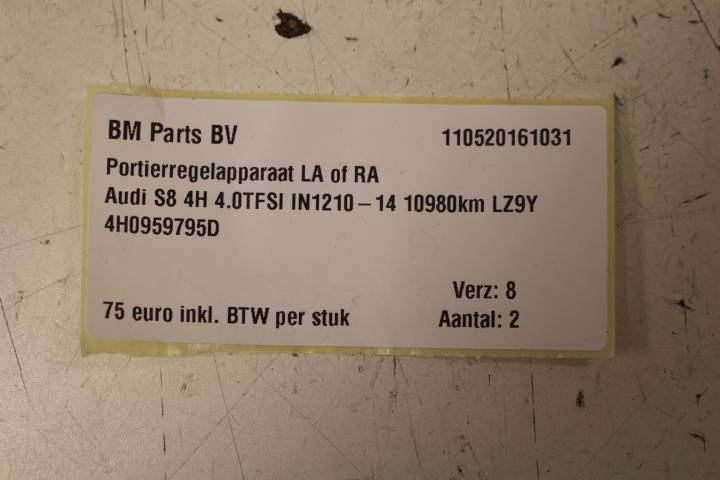 BM Parts BV 110520161031
Portierregelapparaat LA of RA
Audi S8 4H 4.0TFSI IN1210-14 10980km LZ9Y
4H0959795D
Verz: 8
75 euro inkl. BTW per stuk Aantal: 2